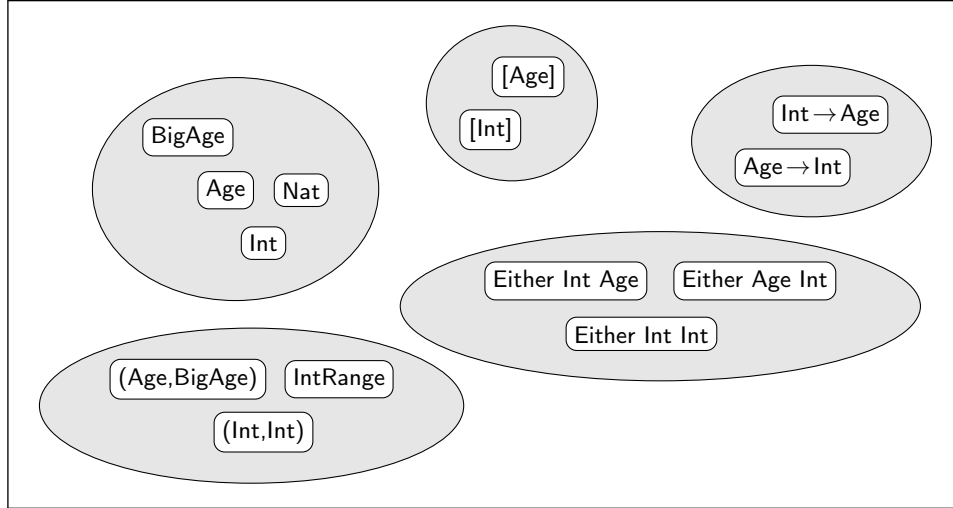 [Age]
[Int]
Int→Age
Age→Int
BigAge
Age Nat
Int
Either Int Age Either Age Int
Either Int Int
(Age,BigAge) IntRange
(Int,Int)